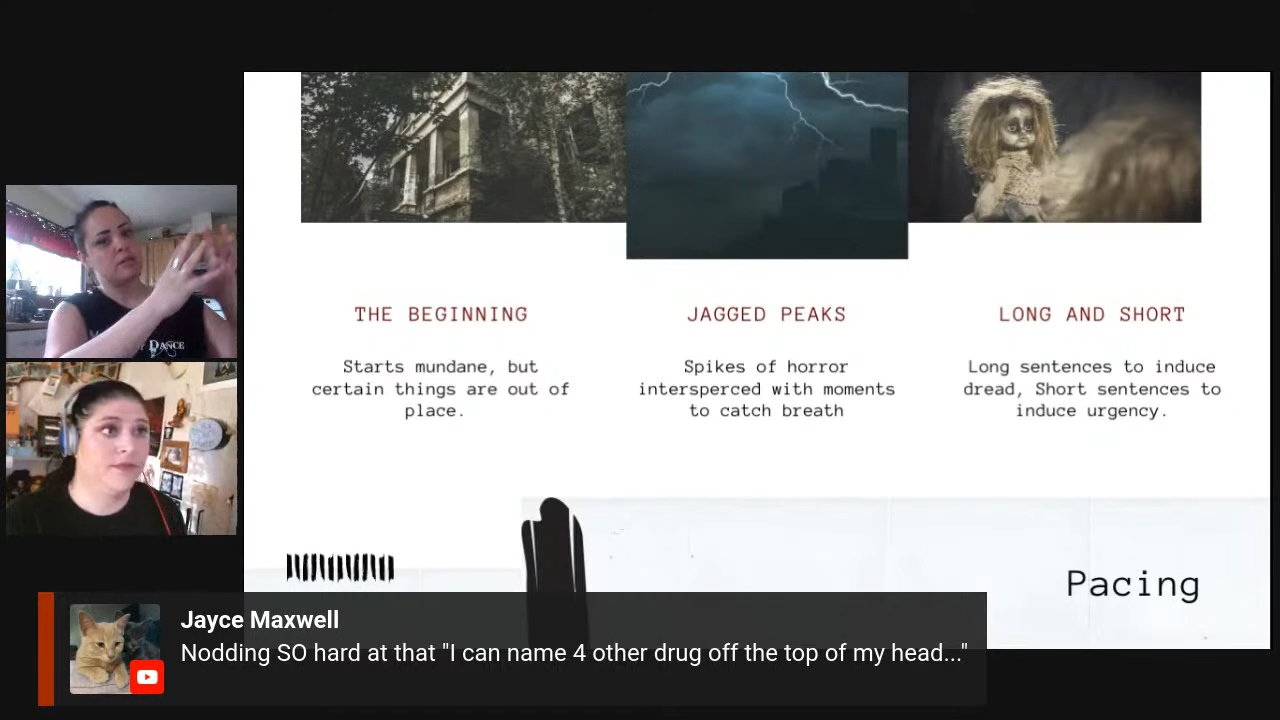 DANCE
THE BEGINNING
Starts mundane, but
certain things are out of
place.
JAGGED PEAKS
Spikes of horror
interspersed with moments
to catch breath
LONG AND SHORT
Long sentences to induce
dread, Short sentences to
induce urgency.
Pacing
Jayce Maxwell
Nodding SO hard at that "I can name 4 other drug off the top of my head..."